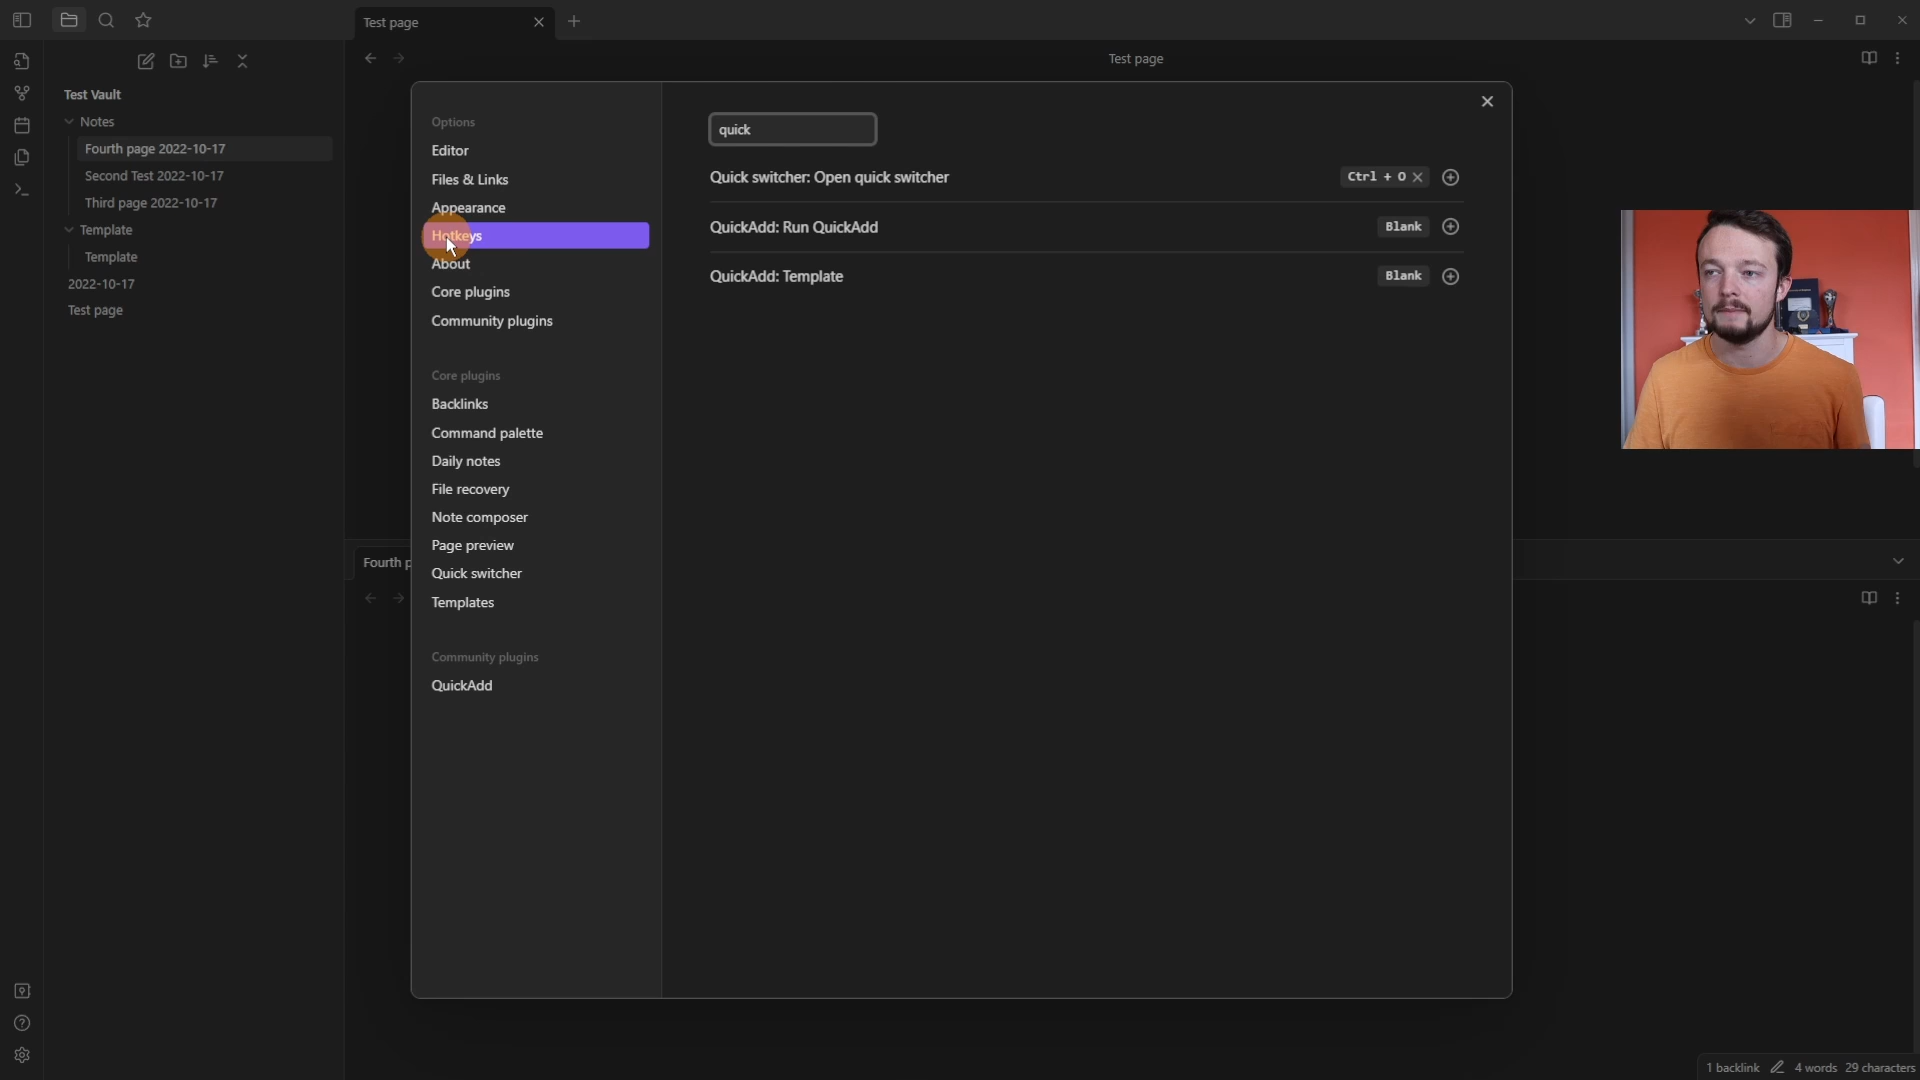 Test page
Test page
Test Vault
Notes
Fourth page 2022-10-17
Second Test 2022-10-17
Third page 2022-10-17
Template
Template
2022-10-17
Test page
Options
Editor
Files & Links
Appearance
Hotkeys
About
Core plugins
Community plugins
Core plugins
Backlinks
Command palette
Daily notes
File recovery
Note composer
Page preview
Quick switcher
Templates
Community plugins
QuickAdd
quick
Quick switcher: Open quick switcher Ctrl + O
QuickAdd: Run QuickAdd Blank
QuickAdd: Template Blank
Fourth p
1 backlink 4 words 29 characters